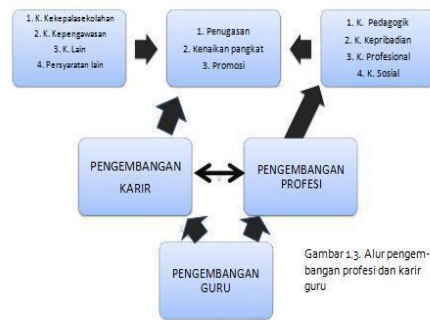 1. K. Kekepalasekolahan
2. K. Kepengawasan
3. K. Lain
4. Persyaratan lain
1. Penugasan
2. Kenaikan pangkat
3. Promosi
1. K. Pedagogik
2. K. Kepribadian
3. K. Profesional
4. K. Sosial
PENGEMBANGAN
KARIR
PENGEMBANGAN
PROFESI
PENGEMBANGAN
GURU
Gambar 1.3. Alur pengem-
bangan profesi dan karir
guru